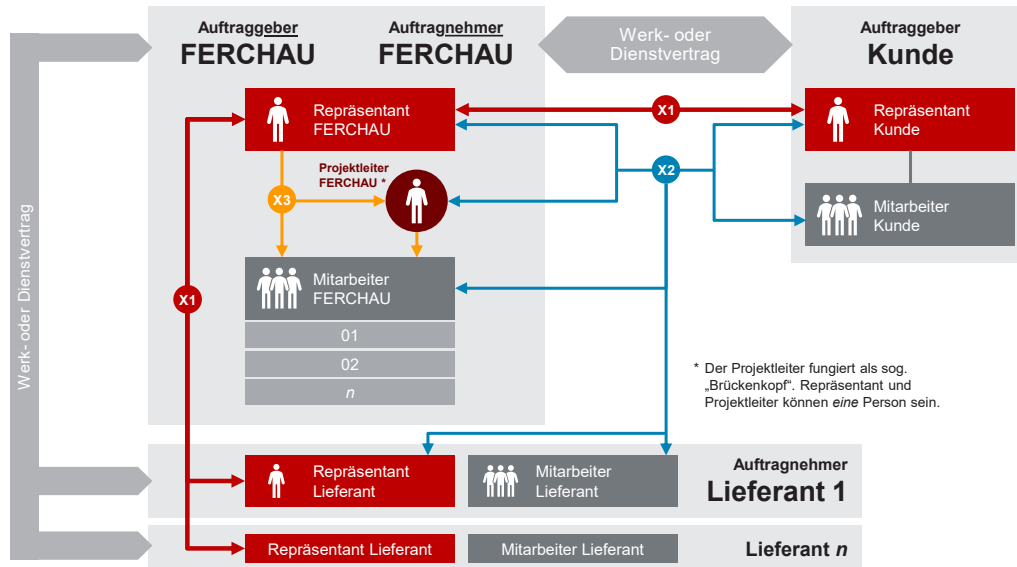 Auftraggeber
FERCHAU
Auftragnehmer
FERCHAU
Werk- oder
Dienstvertrag
Auftraggeber
Kunde
Repräsentant
FERCHAU
X1
Repräsentant
Kunde
Projektleiter
FERCHAU *
X2
X3
Mitarbeiter
Kunde
Mitarbeiter
FERCHAU
X1
01
02
n
Werk- oder Dienstvertrag
* Der Projektleiter fungiert als sog.
„Brückenkopf“. Repräsentant und
Projektleiter können eine Person sein.
Repräsentant
Lieferant
Mitarbeiter
Lieferant
Auftragnehmer
Lieferant 1
Repräsentant Lieferant
Mitarbeiter Lieferant
Lieferant n